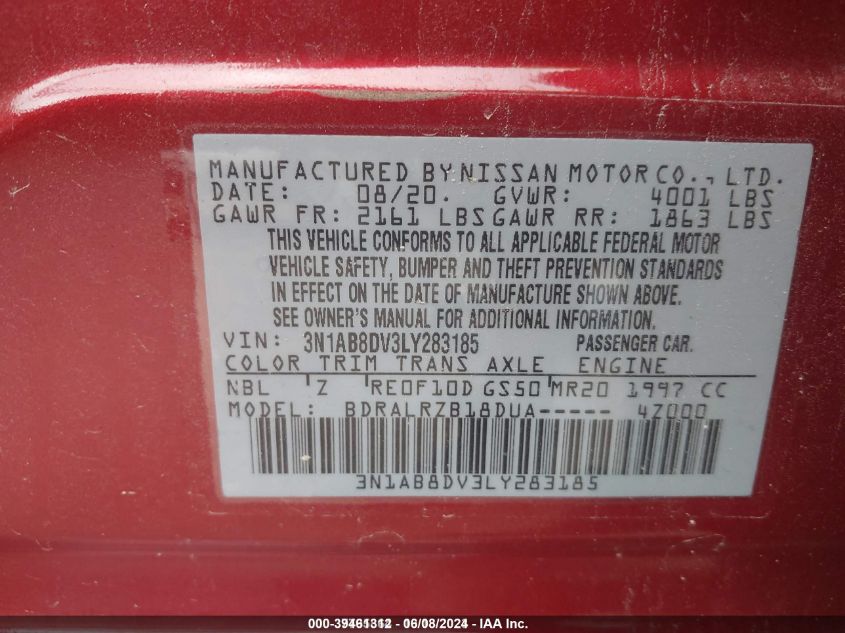 MANUFACTURED BY NISSAN MOTOR CO., LTD.
DATE: 08/20. GVWR: 4001 LBS
GAWR FR: 2161 LBS GAWR RR: 1863 LBS
THIS VEHICLE CONFORMS TO ALL APPLICABLE FEDERAL MOTOR
VEHICLE SAFETY, BUMPER AND THEFT PREVENTION STANDARDS
IN EFFECT ON THE DATE OF MANUFACTURE SHOWN ABOVE.
SEE OWNER'S MANUAL FOR ADDITIONAL INFORMATION.
VIN: 3N1AB8DV3LY283185 PASSENGER CAR.
COLOR TRIM TRANS AXLE ENGINE
NBL 'Z 'RE0F10D GS50'MR20 1997 CC
MODEL: BDRALRZB18DUA----- 4Z000
3N1AB8DV3LY283185
06/08/2024 - IAA Inc.